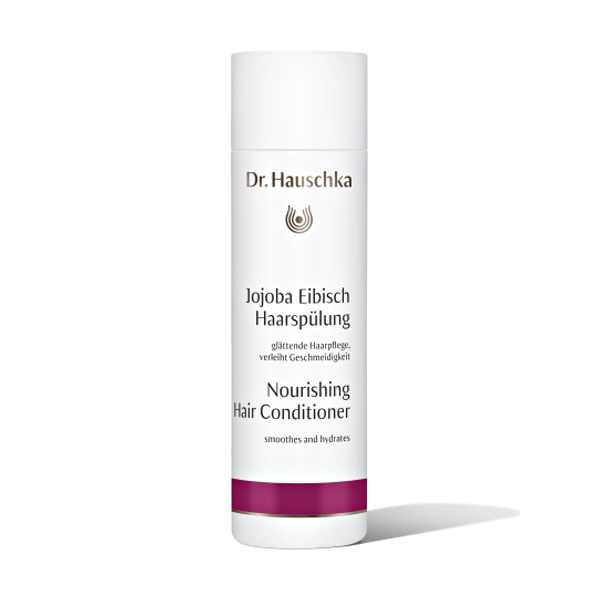 Dr. Hauschka
Jojoba Eibisch
Haarspülung
glättende Haarpflege,
verleiht Geschmeidigkeit
Nourishing
Hair Conditioner
smoothes and hydrates